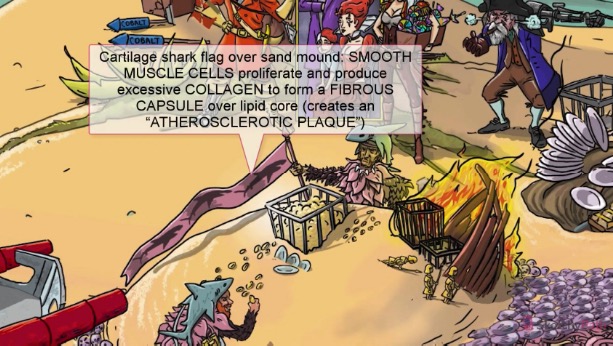 COBALT
COBALT
Cartilage shark flag over sand mound: SMOOTH
MUSCLE CELLS proliferate and produce
excessive COLLAGEN to form a FIBROUS
CAPSULE over lipid core (creates an
“ATHEROSCLEROTIC PLAQUE”)